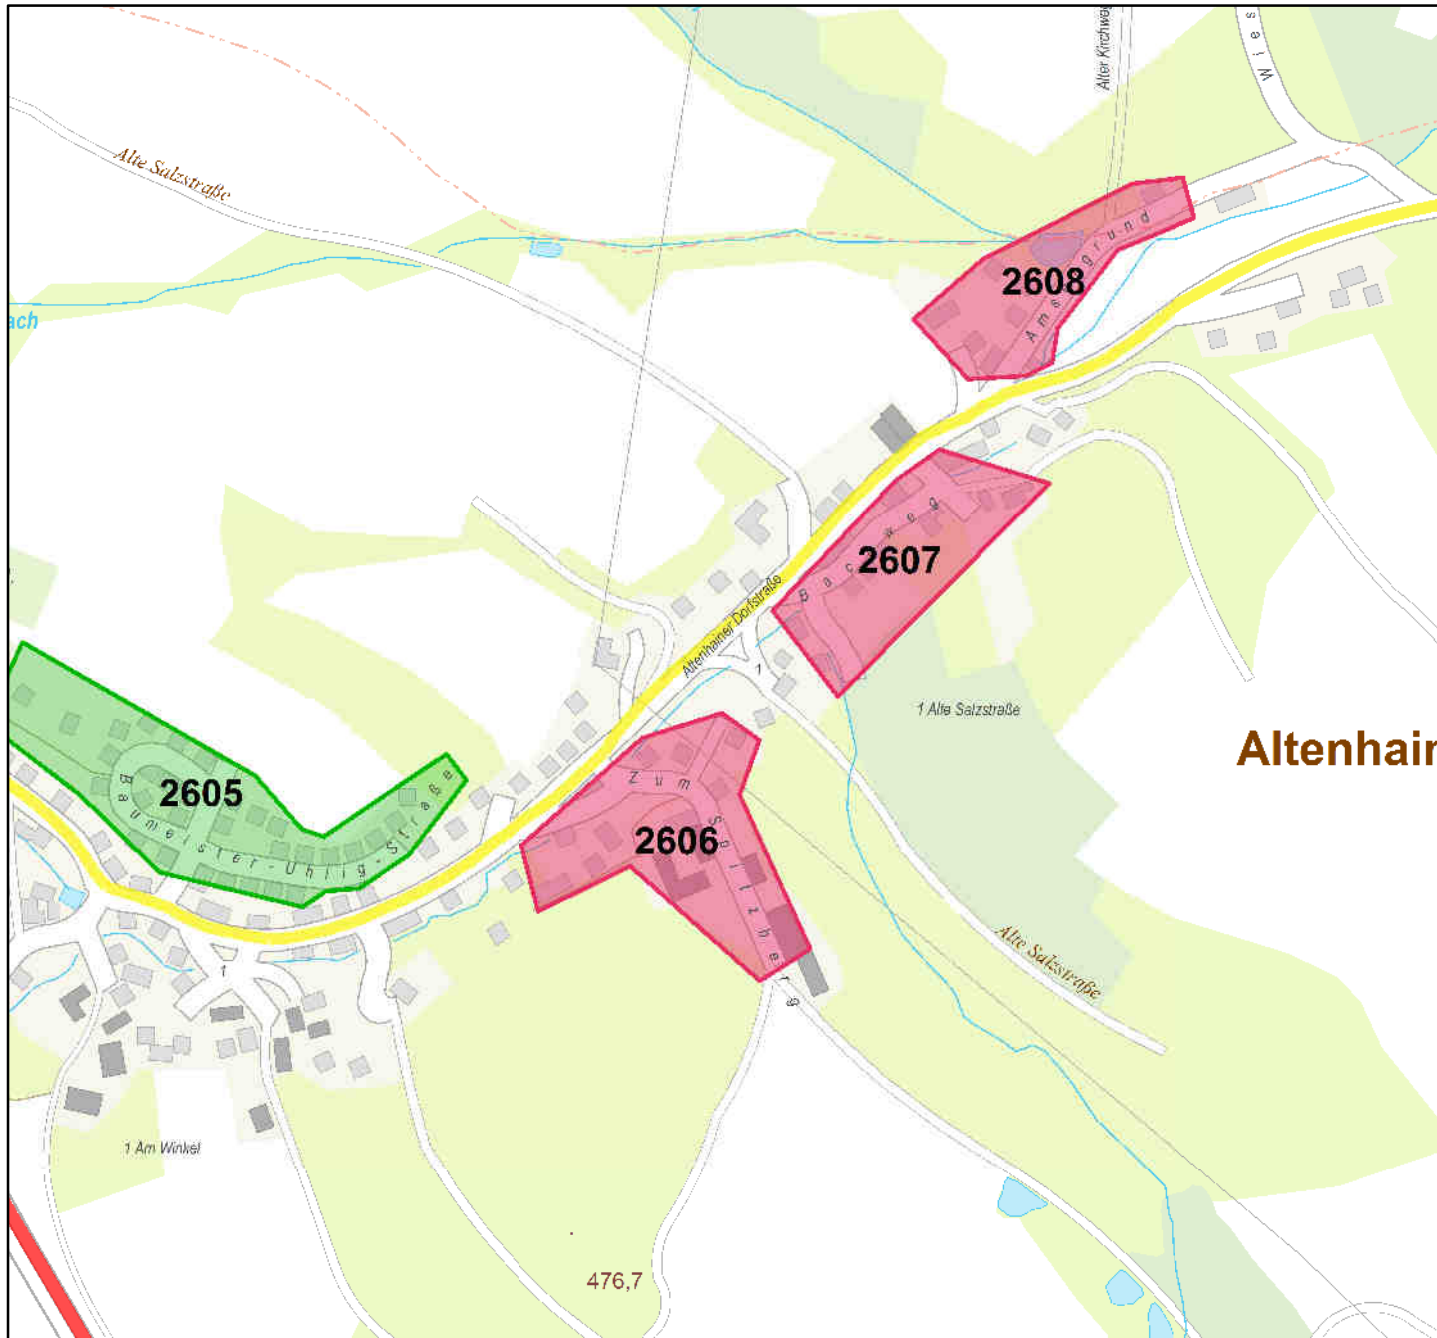 Alter Kirchweg
Wies
Alte Salzstraße
Amselgrund
2608
ach
Bachweg
2607
Altenhainer Dorfstraße
1
1 Alte Salzstraße
Altenhain
Zum Spitzberg
2606
2605
Baumeister-Uhlig-Straße
Alte Salzstraße
1
1 Am Winkel
476,7